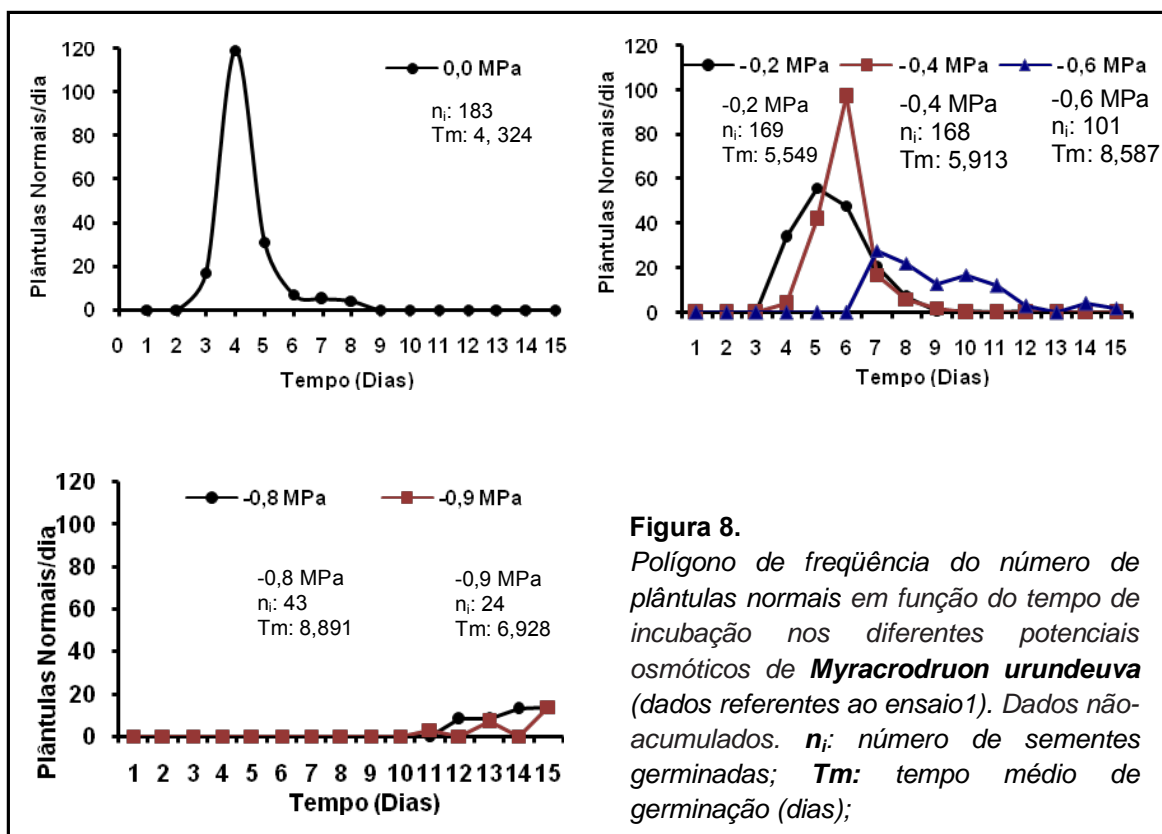 120
100
80
60
40
20
0
Plântulas Normais/dia
0,0 MPa
nᵢ: 183
Tm: 4, 324
0 1 2 3 4 5 6 7 8 9 10 11 12 13 14 15
Tempo (Dias)
-0,2 MPa -0,4 MPa -0,6 MPa
120
100
80
60
40
20
0
Plântulas Normais/dia
-0,2 MPa
nᵢ: 169
Tm: 5,549
-0,4 MPa
nᵢ: 168
Tm: 5,913
-0,6 MPa
nᵢ: 101
Tm: 8,587
1 2 3 4 5 6 7 8 9 10 11 12 13 14 15
Tempo (Dias)
120
100
80
60
40
20
0
Plântulas Normais/dia
-0,8 MPa -0,9 MPa
-0,8 MPa
nᵢ: 43
Tm: 8,891
-0,9 MPa
nᵢ: 24
Tm: 6,928
1 2 3 4 5 6 7 8 9 10 11 12 13 14 15
Tempo (Dias)
Figura 8.
Polígono de freqüência do número de
plântulas normais em função do tempo de
incubação nos diferentes potenciais
osmóticos de Myracrodruon urundeuva
(dados referentes ao ensaio1). Dados não-
acumulados. nᵢ: número de sementes
germinadas; Tm: tempo médio de
germinação (dias);